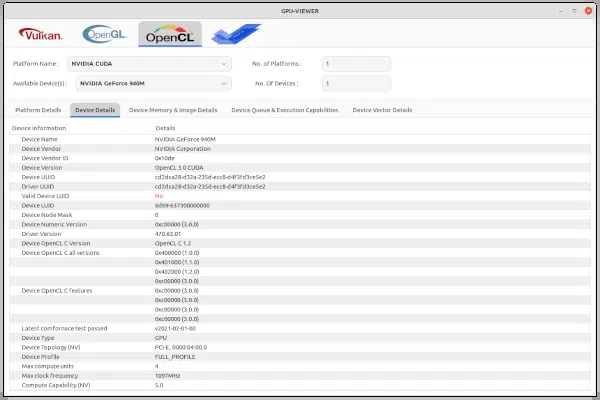 GPU-VIEWER
Vulkan. OpenGL OpenCL
Platform Name : NVIDIA CUDA No. of Platforms : 1
Available Device(s) : NVIDIA GeForce 940M No. Of Devices : 1
Platform Details Device Details Device Memory & Image Details Device Queue & Execution Capabilities Device Vector Details
Device Information Details
Device Name NVIDIA GeForce 940M
Device Vendor NVIDIA Corporation
Device Vendor ID 0x10de
Device Version OpenCL 3.0 CUDA
Device UUID cd2dca28-d32a-235d-ecc8-d4f3fd3ce5e2
Driver UUID cd2dca28-d32a-235d-ecc8-d4f3fd3ce5e2
Valid Device LUID No
Device LUID 6d69-637300000000
Device Node Mask 0
Device Numeric Version 0xc00000 (3.0.0)
Driver Version 470.63.01
Device OpenCL C Version OpenCL C 1.2
Device OpenCL C all versions 0x400000 (1.0.0)
0x401000 (1.1.0)
0x402000 (1.2.0)
0xc00000 (3.0.0)
Device OpenCL C features 0xc00000 (3.0.0)
0xc00000 (3.0.0)
0xc00000 (3.0.0)
0xc00000 (3.0.0)
Latest comfornace test passed v2021-02-01-00
Device Type GPU
Device Topology (NV) PCI-E, 0000:04:00.0
Device Profile FULL_PROFILE
Max compute units 4
Max clock frequency 1097MHz
Compute Capability (NV) 5.0